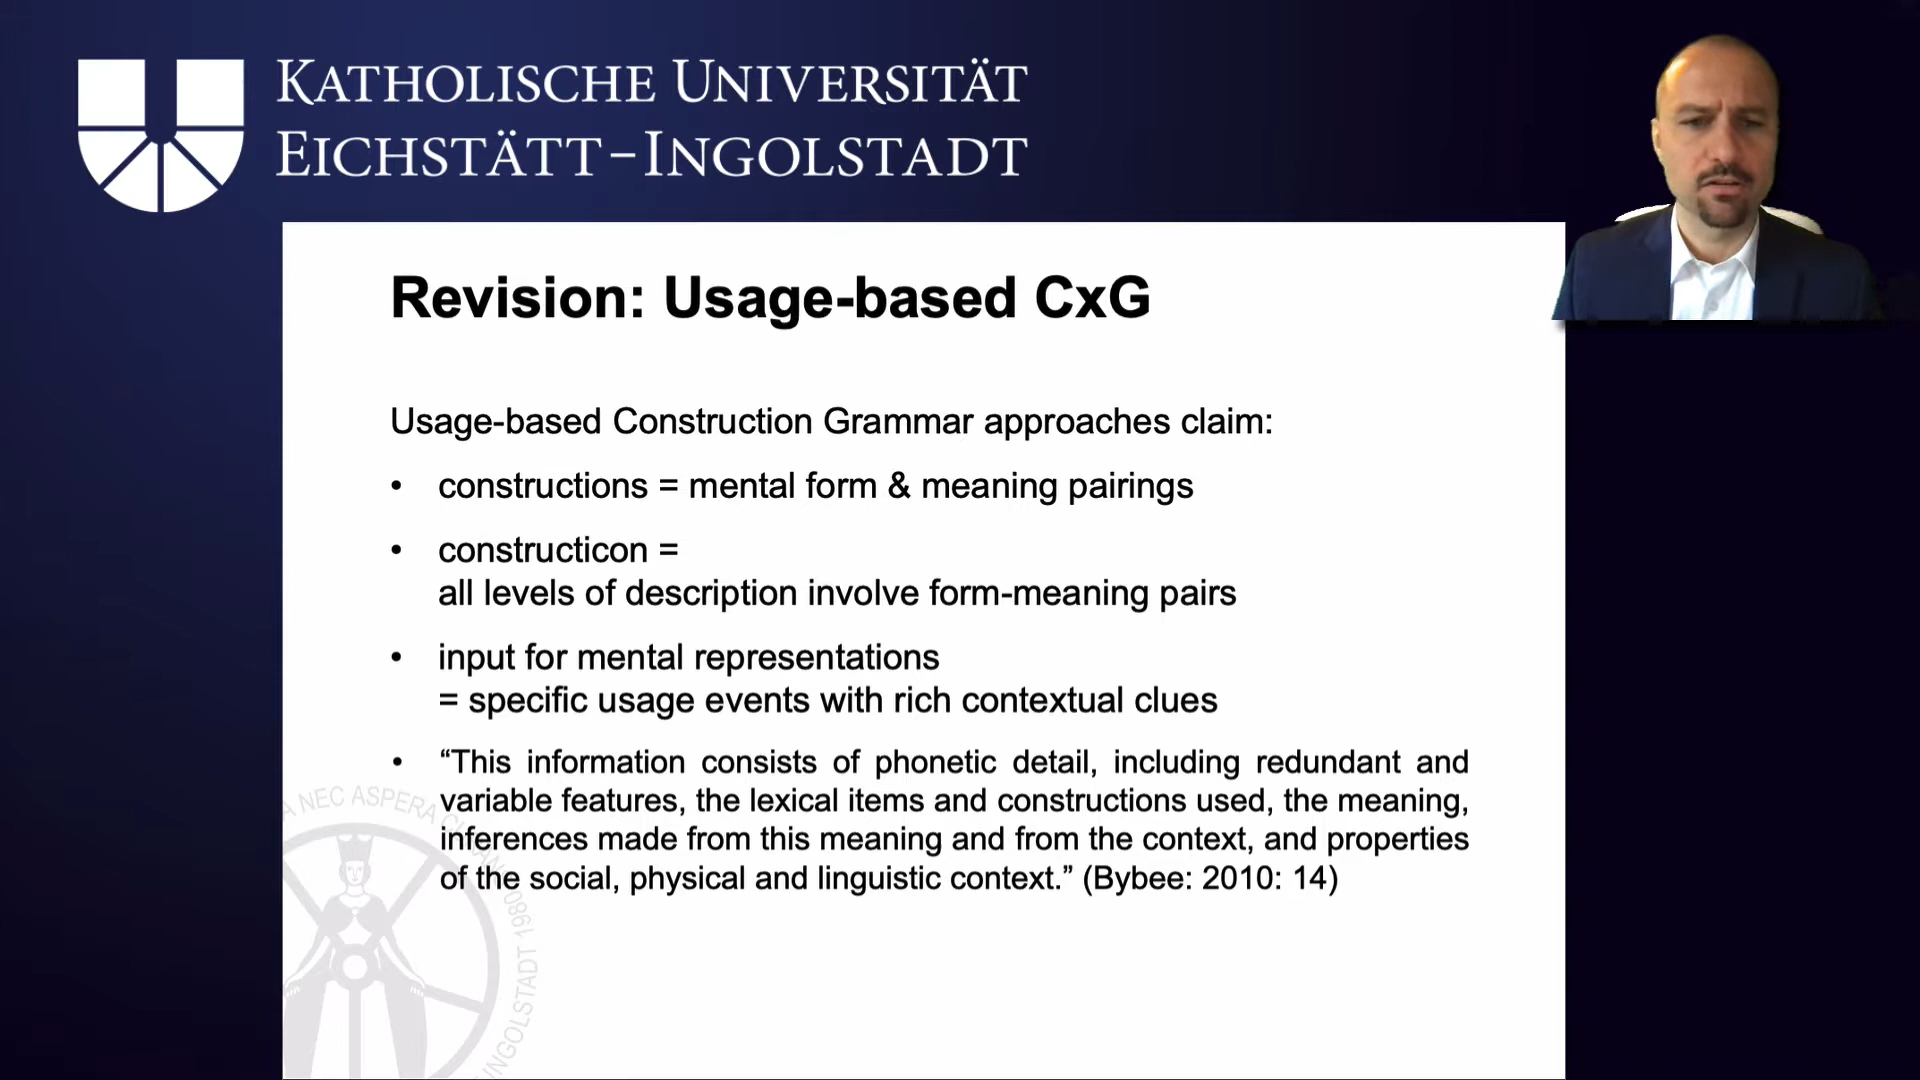 KATHOLISCHE UNIVERSITÄT
EICHSTÄTT-INGOLSTADT
Revision: Usage-based CxG
Usage-based Construction Grammar approaches claim:
• constructions = mental form & meaning pairings
• constructicon =
all levels of description involve form-meaning pairs
• input for mental representations
= specific usage events with rich contextual clues
• “This information consists of phonetic detail, including redundant and
variable features, the lexical items and constructions used, the meaning,
inferences made from this meaning and from the context, and properties
of the social, physical and linguistic context.” (Bybee: 2010: 14)
NEC ASPERA
INGOLSTADT 1980